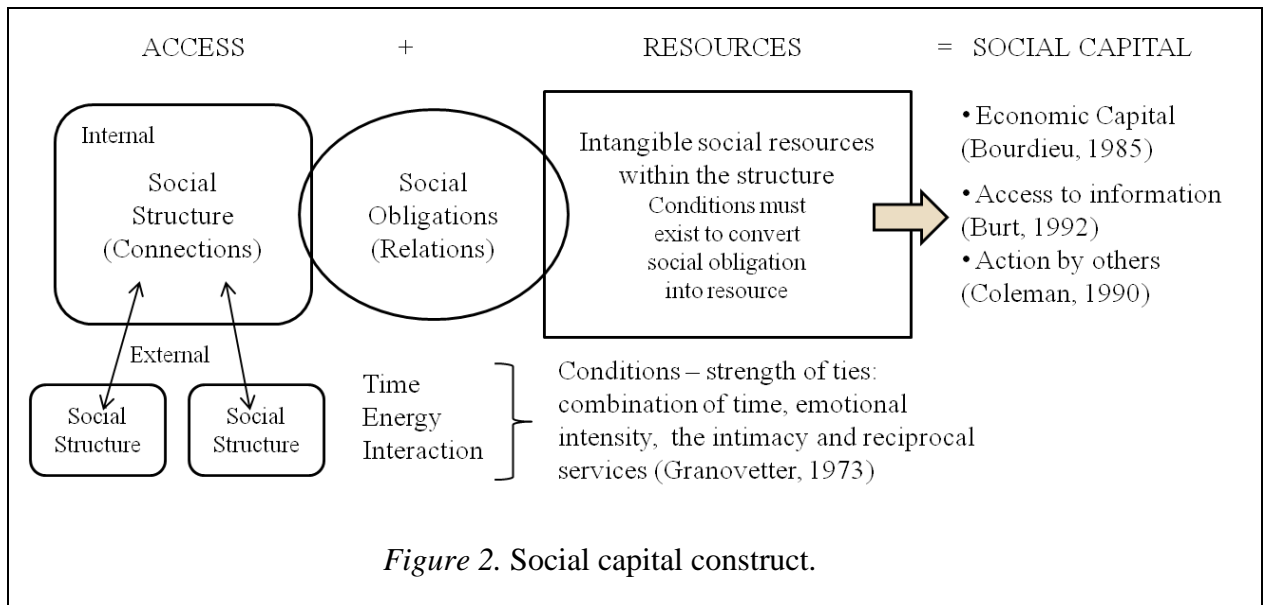 ACCESS + RESOURCES = SOCIAL CAPITAL
Internal
Social
Structure
(Connections)
Social
Obligations
(Relations)
Intangible social resources
within the structure
Conditions must
exist to convert
social obligation
into resource
• Economic Capital
(Bourdieu, 1985)
• Access to information
(Burt, 1992)
• Action by others
(Coleman, 1990)
External
Social
Structure
Social
Structure
Time
Energy
Interaction
Conditions – strength of ties:
combination of time, emotional
intensity, the intimacy and reciprocal
services (Granovetter, 1973)
Figure 2. Social capital construct.